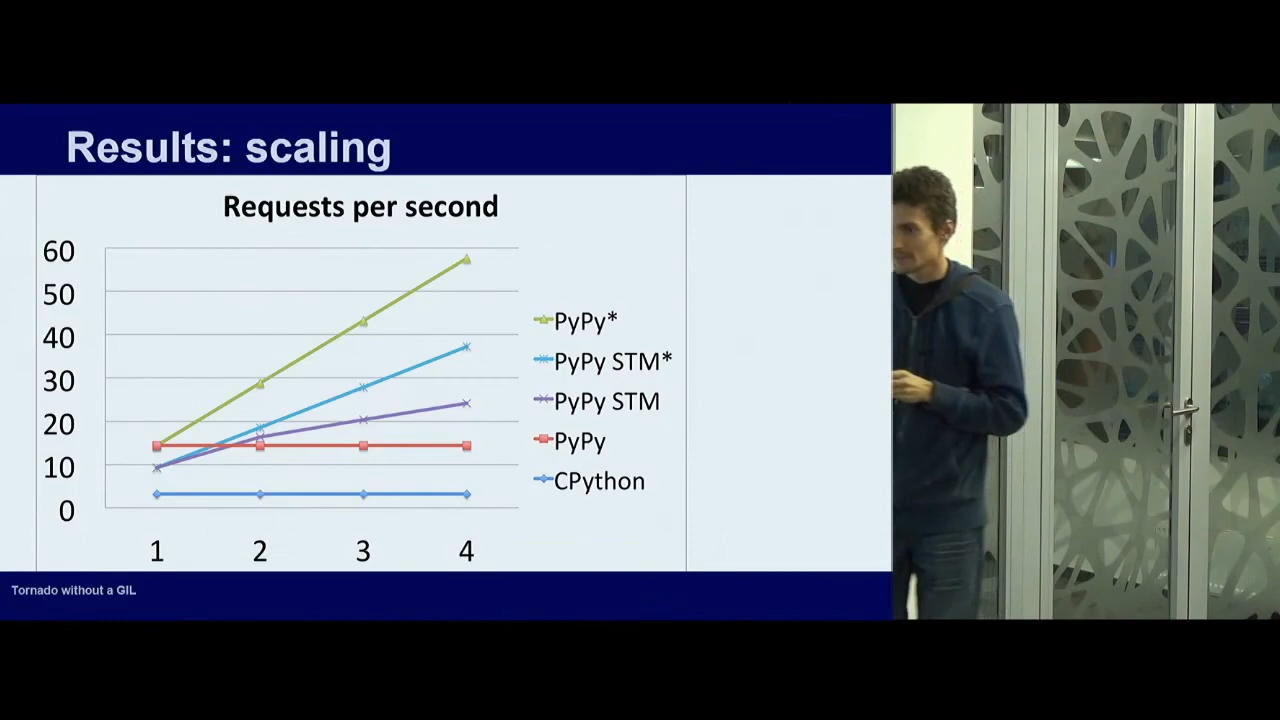 Results: scaling
Requests per second
60
50
40
30
20
10
0
1 2 3 4
PyPy*
PyPy STM*
PyPy STM
PyPy
CPython
Tornado without a GIL